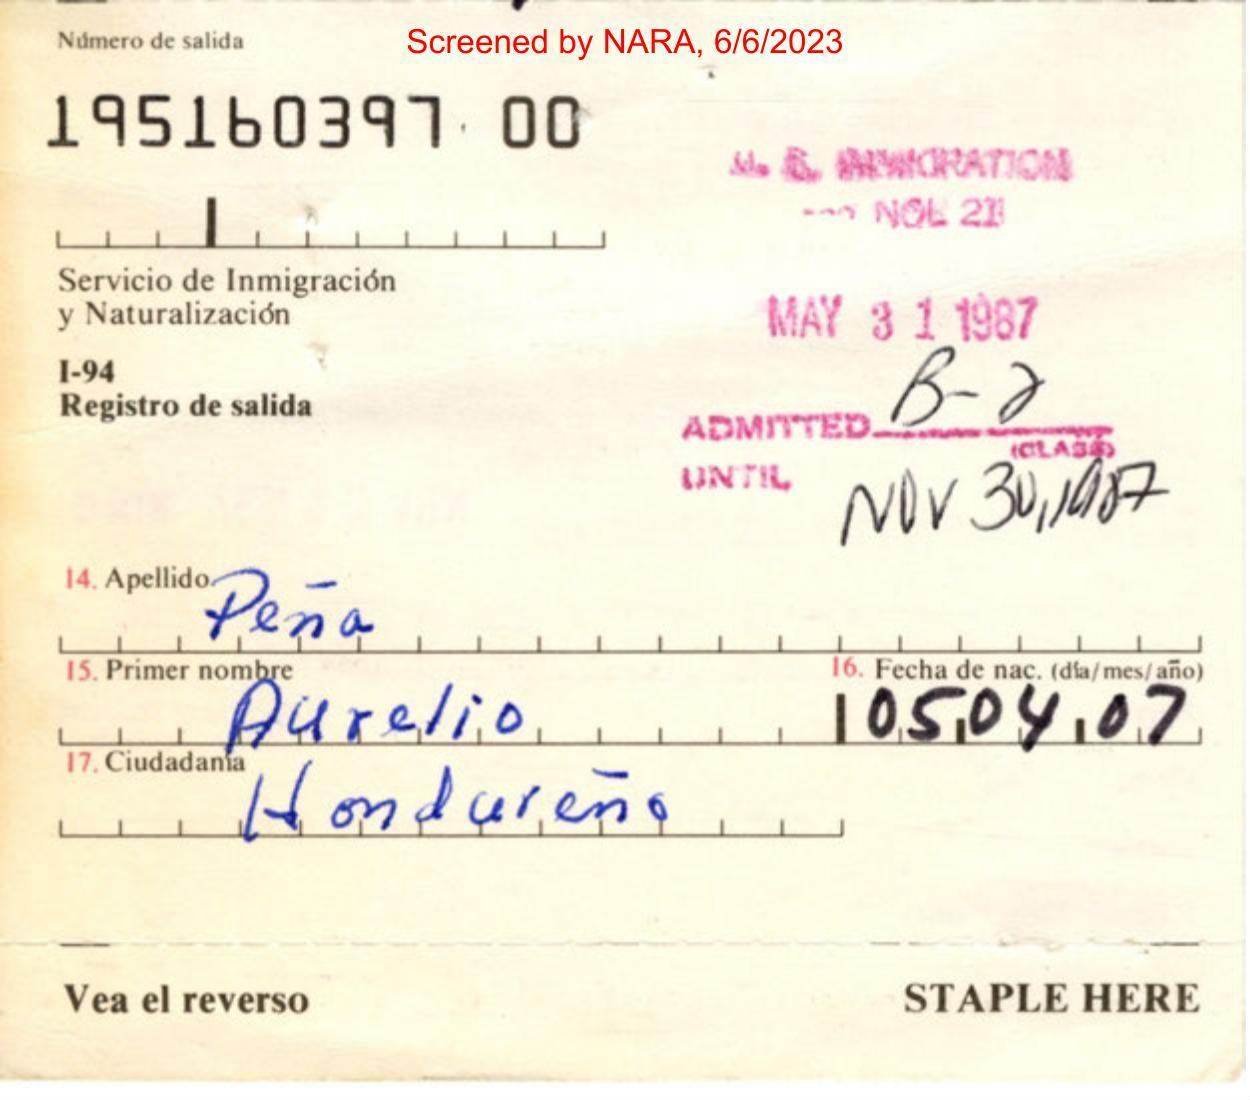 Número de salida
Screened by NARA, 6/6/2023
195160397 00
U. S. IMMIGRATION
NOL 21
Servicio de Inmigración
y Naturalización
MAY 31 1987
I-94
Registro de salida
ADMITTED B-2
(CLASS)
UNTIL NOV 30, 1987
14. Apellido
Peña
15. Primer nombre
16. Fecha de nac. (día/mes/año)
Aurelio
05 04 07
17. Ciudadanía
Hondureño
Vea el reverso
STAPLE HERE